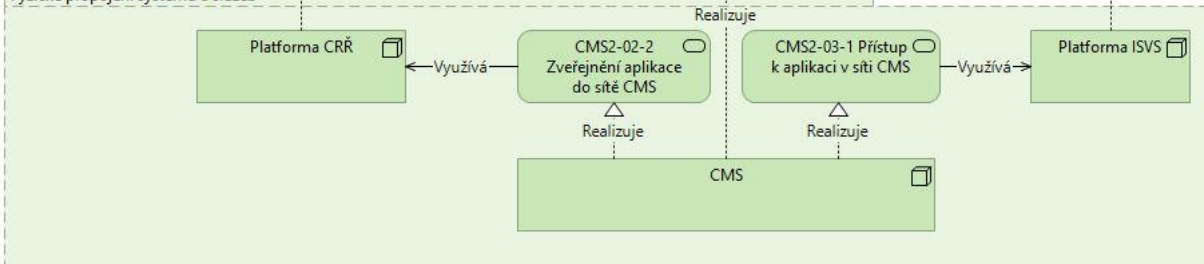 Realizuje
Platforma CRŘ
CMS2-02-2
Zveřejnění aplikace
do sítě CMS
CMS2-03-1 Přístup
k aplikaci v síti CMS
Platforma ISVS
Využívá
Využívá
Realizuje
Realizuje
CMS